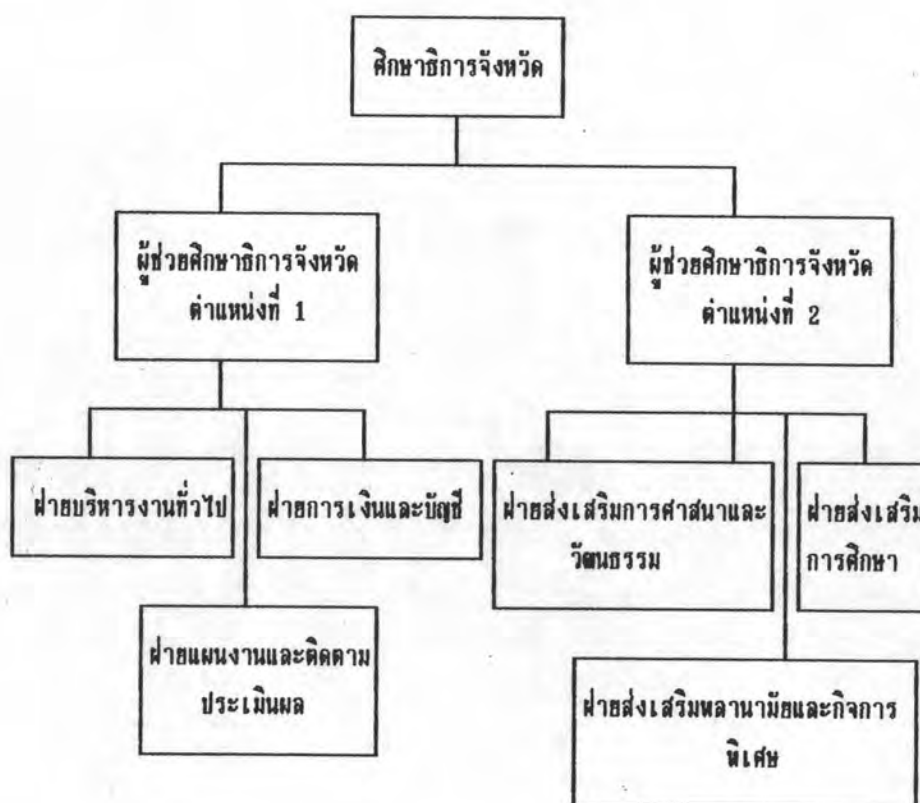 ศึกษาธิการจังหวัด
ผู้ช่วยศึกษาธิการจังหวัด
ตำแหน่งที่ 1
ผู้ช่วยศึกษาธิการจังหวัด
ตำแหน่งที่ 2
ฝ่ายบริหารงานทั่วไป
ฝ่ายการเงินและบัญชี
ฝ่ายส่งเสริมการศาสนาและ
วัฒนธรรม
ฝ่ายส่งเสริม
การศึกษา
ฝ่ายแผนงานและติดตาม
ประเมินผล
ฝ่ายส่งเสริมพลานามัยและกิจการ
พิเศษ